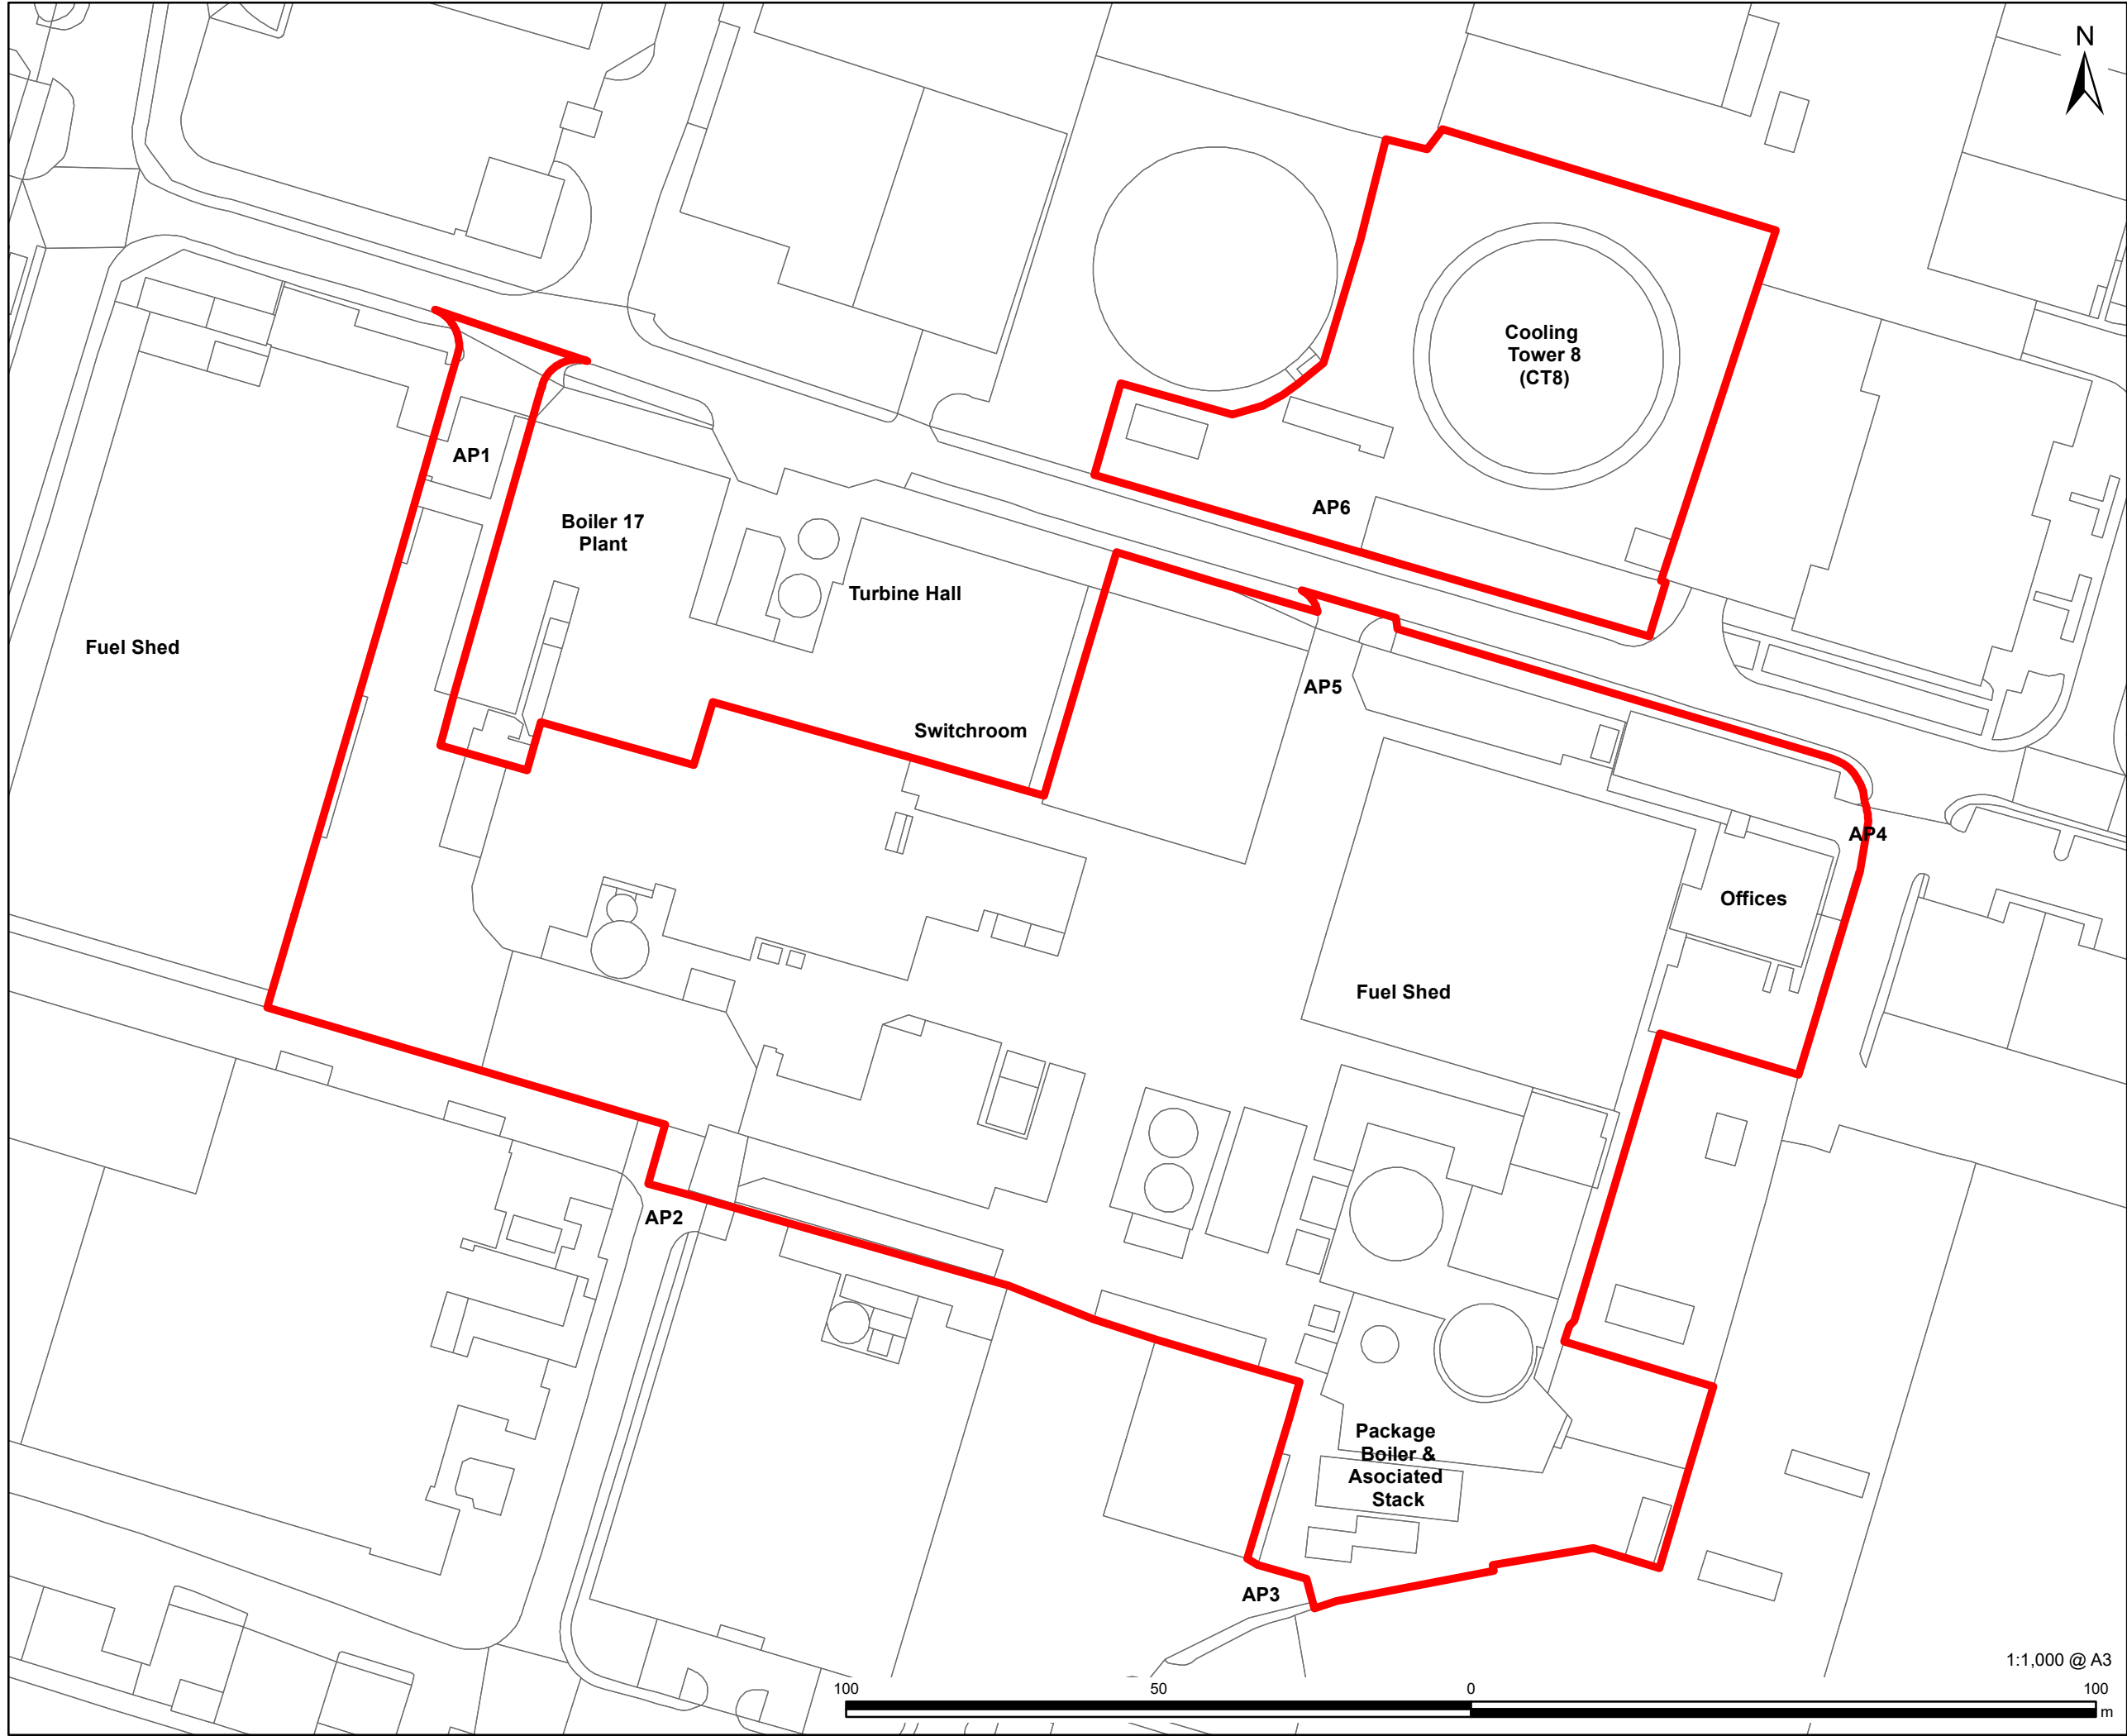 N
Cooling
Tower 8
(CT8)
AP1
AP6
Boiler 17
Plant
Turbine Hall
Fuel Shed
AP5
Switchroom
AP4
Offices
Fuel Shed
AP2
Package
Boiler &
Asociated
Stack
AP3
1:1,000 @ A3
100 50 0 100
m